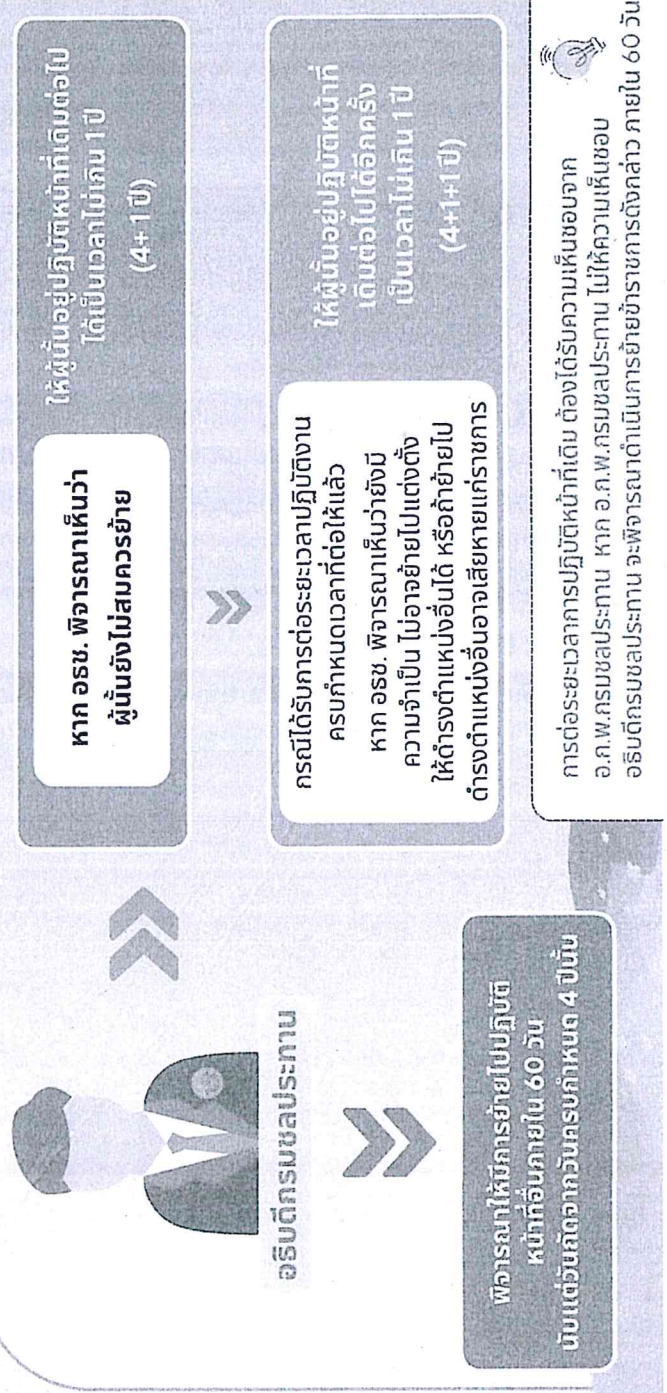 อธิบดีกรมชลประทาน
หาก อธช. พิจารณาเห็นว่า
ผู้นั้นยังไม่สมควรย้าย
ให้ผู้นั้นอยู่ปฏิบัติหน้าที่เดิมต่อไป
ได้เป็นเวลาไม่เกิน 1 ปี
(4+1 ปี)
กรณีได้รับการต่อระยะเวลาปฏิบัติงาน
ครบกำหนดเวลาที่ต่อให้แล้ว
หาก อธช. พิจารณาเห็นว่ายังมี
ความจำเป็น ไม่อาจย้ายไปแต่งตั้ง
ให้ดำรงตำแหน่งอื่นได้ หรือถ้าย้ายไป
ดำรงตำแหน่งอื่นอาจเสียหายแก่ราชการ
ให้ผู้นั้นอยู่ปฏิบัติหน้าที่
เดิมต่อไปได้อีกครั้ง
เป็นเวลาไม่เกิน 1 ปี
(4+1+1 ปี)
พิจารณาให้มีการย้ายไปปฏิบัติ
หน้าที่อื่นภายใน 60 วัน
นับแต่วันถัดจากวันครบกำหนด 4 ปีนั้น
การต่อระยะเวลาการปฏิบัติหน้าที่เดิม ต้องได้รับความเห็นชอบจาก
อ.ก.พ.กรมชลประทาน หาก อ.ก.พ.กรมชลประทาน ไม่ให้ความเห็นชอบ
อธิบดีกรมชลประทาน จะพิจารณาดำเนินการย้ายข้าราชการดังกล่าว ภายใน 60 วัน